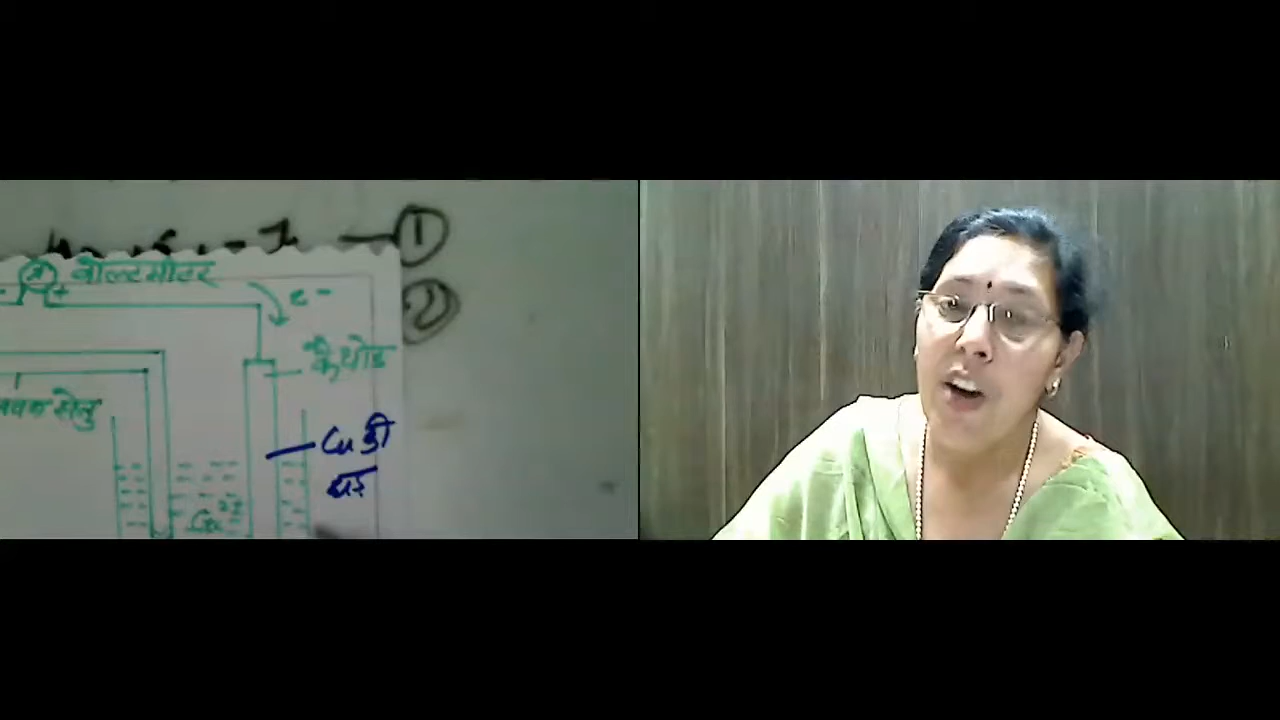 ①
②
वोल्टमीटर
- +
e-
कैथोड
लवण सेतु
Cu की
छड़
Cu²⁺